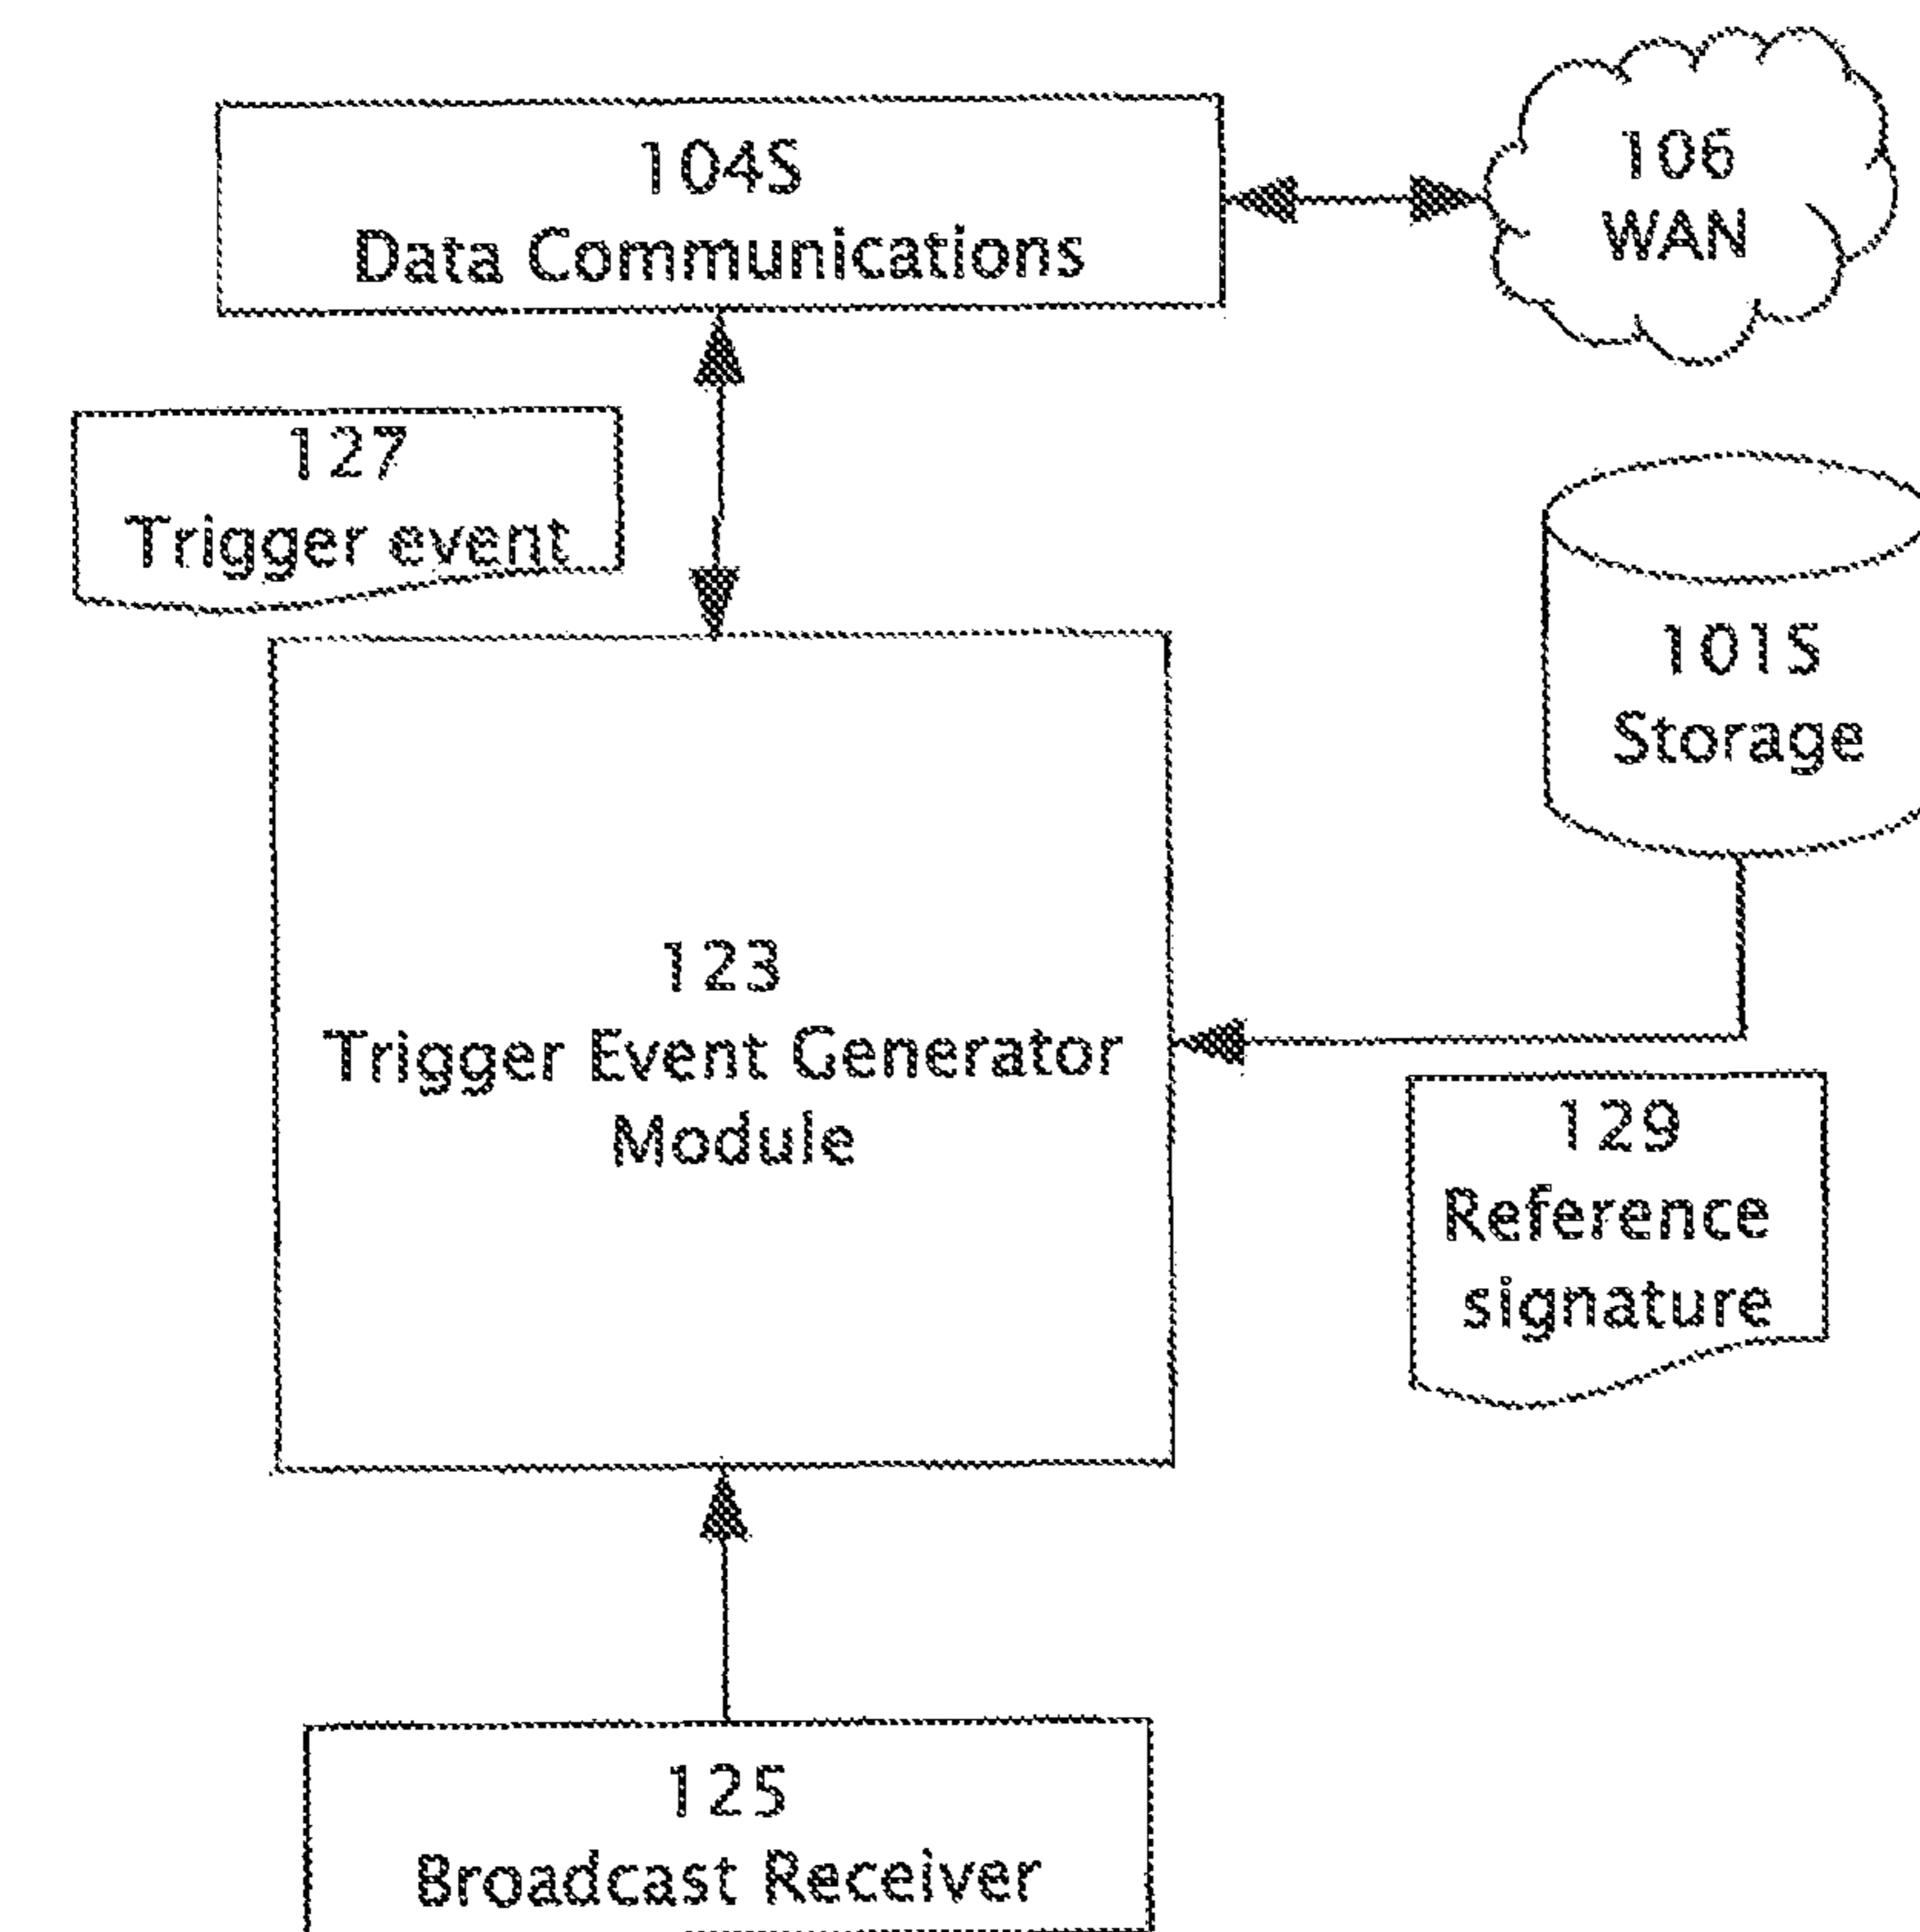 104S
Data Communications
106
WAN
127
Trigger event
101S
Storage
123
Trigger Event Generator
Module
129
Reference
signature
125
Broadcast Receiver